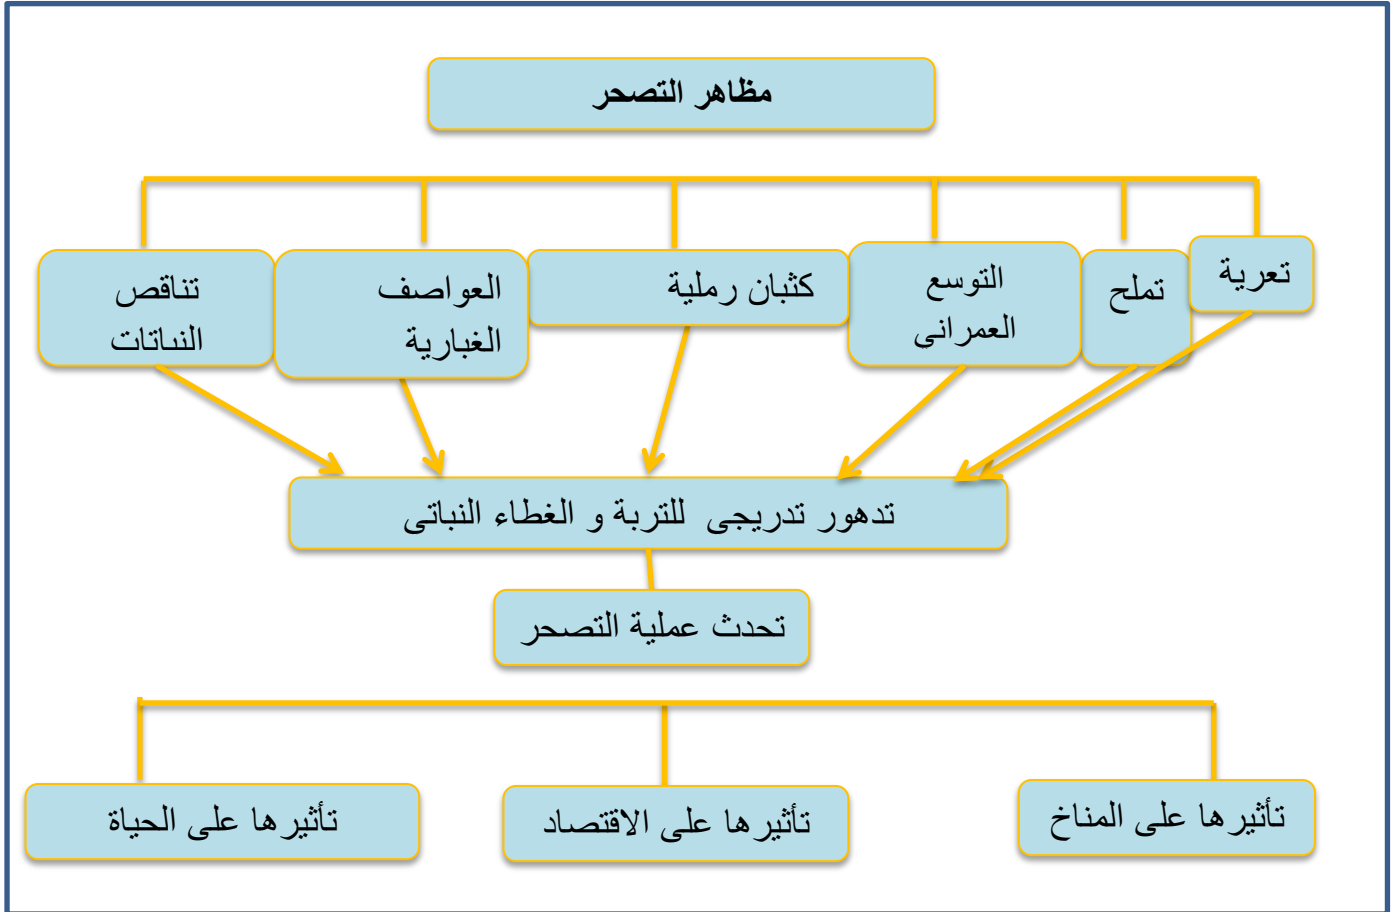 مظاهر التصحر
تعرية
تملح
التوسع
العمرانى
كثبان رملية
العواصف
الغبارية
تناقص
النباتات
تدهور تدريجى للتربة و الغطاء النباتى
تحدث عملية التصحر
تأثيرها على المناخ
تأثيرها على الاقتصاد
تأثيرها على الحياة